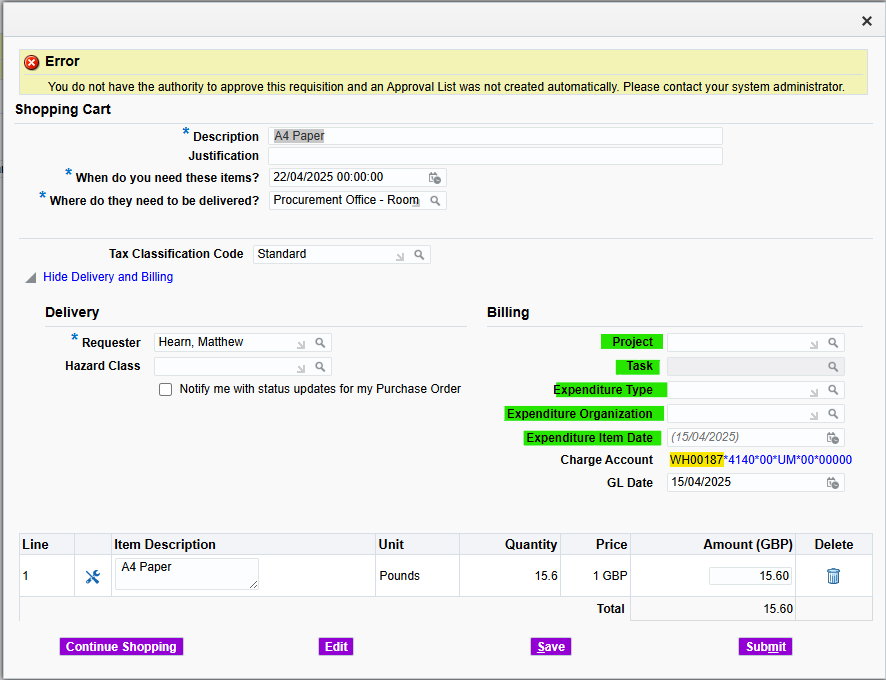 Error
You do not have the authority to approve this requisition and an Approval List was not created automatically. Please contact your system administrator.
Shopping Cart
* Description A4 Paper
Justification
* When do you need these items? 22/04/2025 00:00:00
* Where do they need to be delivered? Procurement Office - Room
Tax Classification Code Standard
Hide Delivery and Billing
Delivery
* Requester Hearn, Matthew
Hazard Class
Notify me with status updates for my Purchase Order
Billing
Project
Task
Expenditure Type
Expenditure Organization
Expenditure Item Date (15/04/2025)
Charge Account WH00187*4140*00*UM*00*00000
GL Date 15/04/2025
Line Item Description Unit Quantity Price Amount (GBP) Delete
1 A4 Paper Pounds 15.6 1 GBP 15.60
Total 15.60
Continue Shopping Edit Save Submit